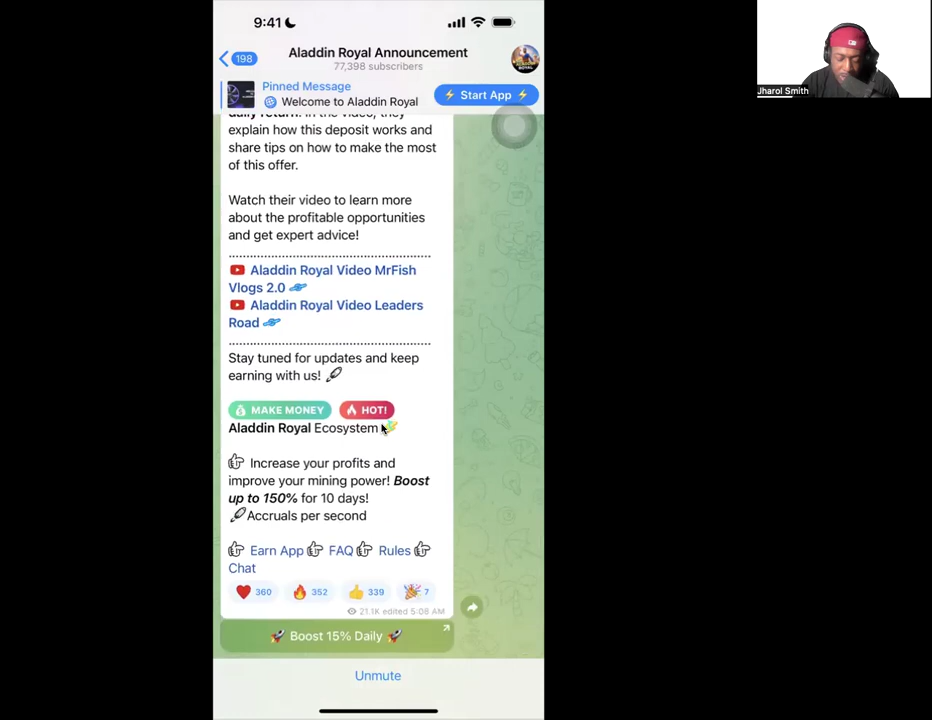 9:41
198
Aladdin Royal Announcement
77,398 subscribers
Pinned Message
Welcome to Aladdin Royal
⚡ Start App ⚡
daily return. In the video, they
explain how this deposit works and
share tips on how to make the most
of this offer.
Watch their video to learn more
about the profitable opportunities
and get expert advice!
Aladdin Royal Video MrFish
Vlogs 2.0
Aladdin Royal Video Leaders
Road
Stay tuned for updates and keep
earning with us!
MAKE MONEY HOT!
Aladdin Royal Ecosystem
Increase your profits and
improve your mining power! Boost
up to 150% for 10 days!
Accruals per second
Earn App FAQ Rules
Chat
360 352 339 7
21.1K edited 5:08 AM
🚀 Boost 15% Daily 🚀
Unmute
Jharol Smith